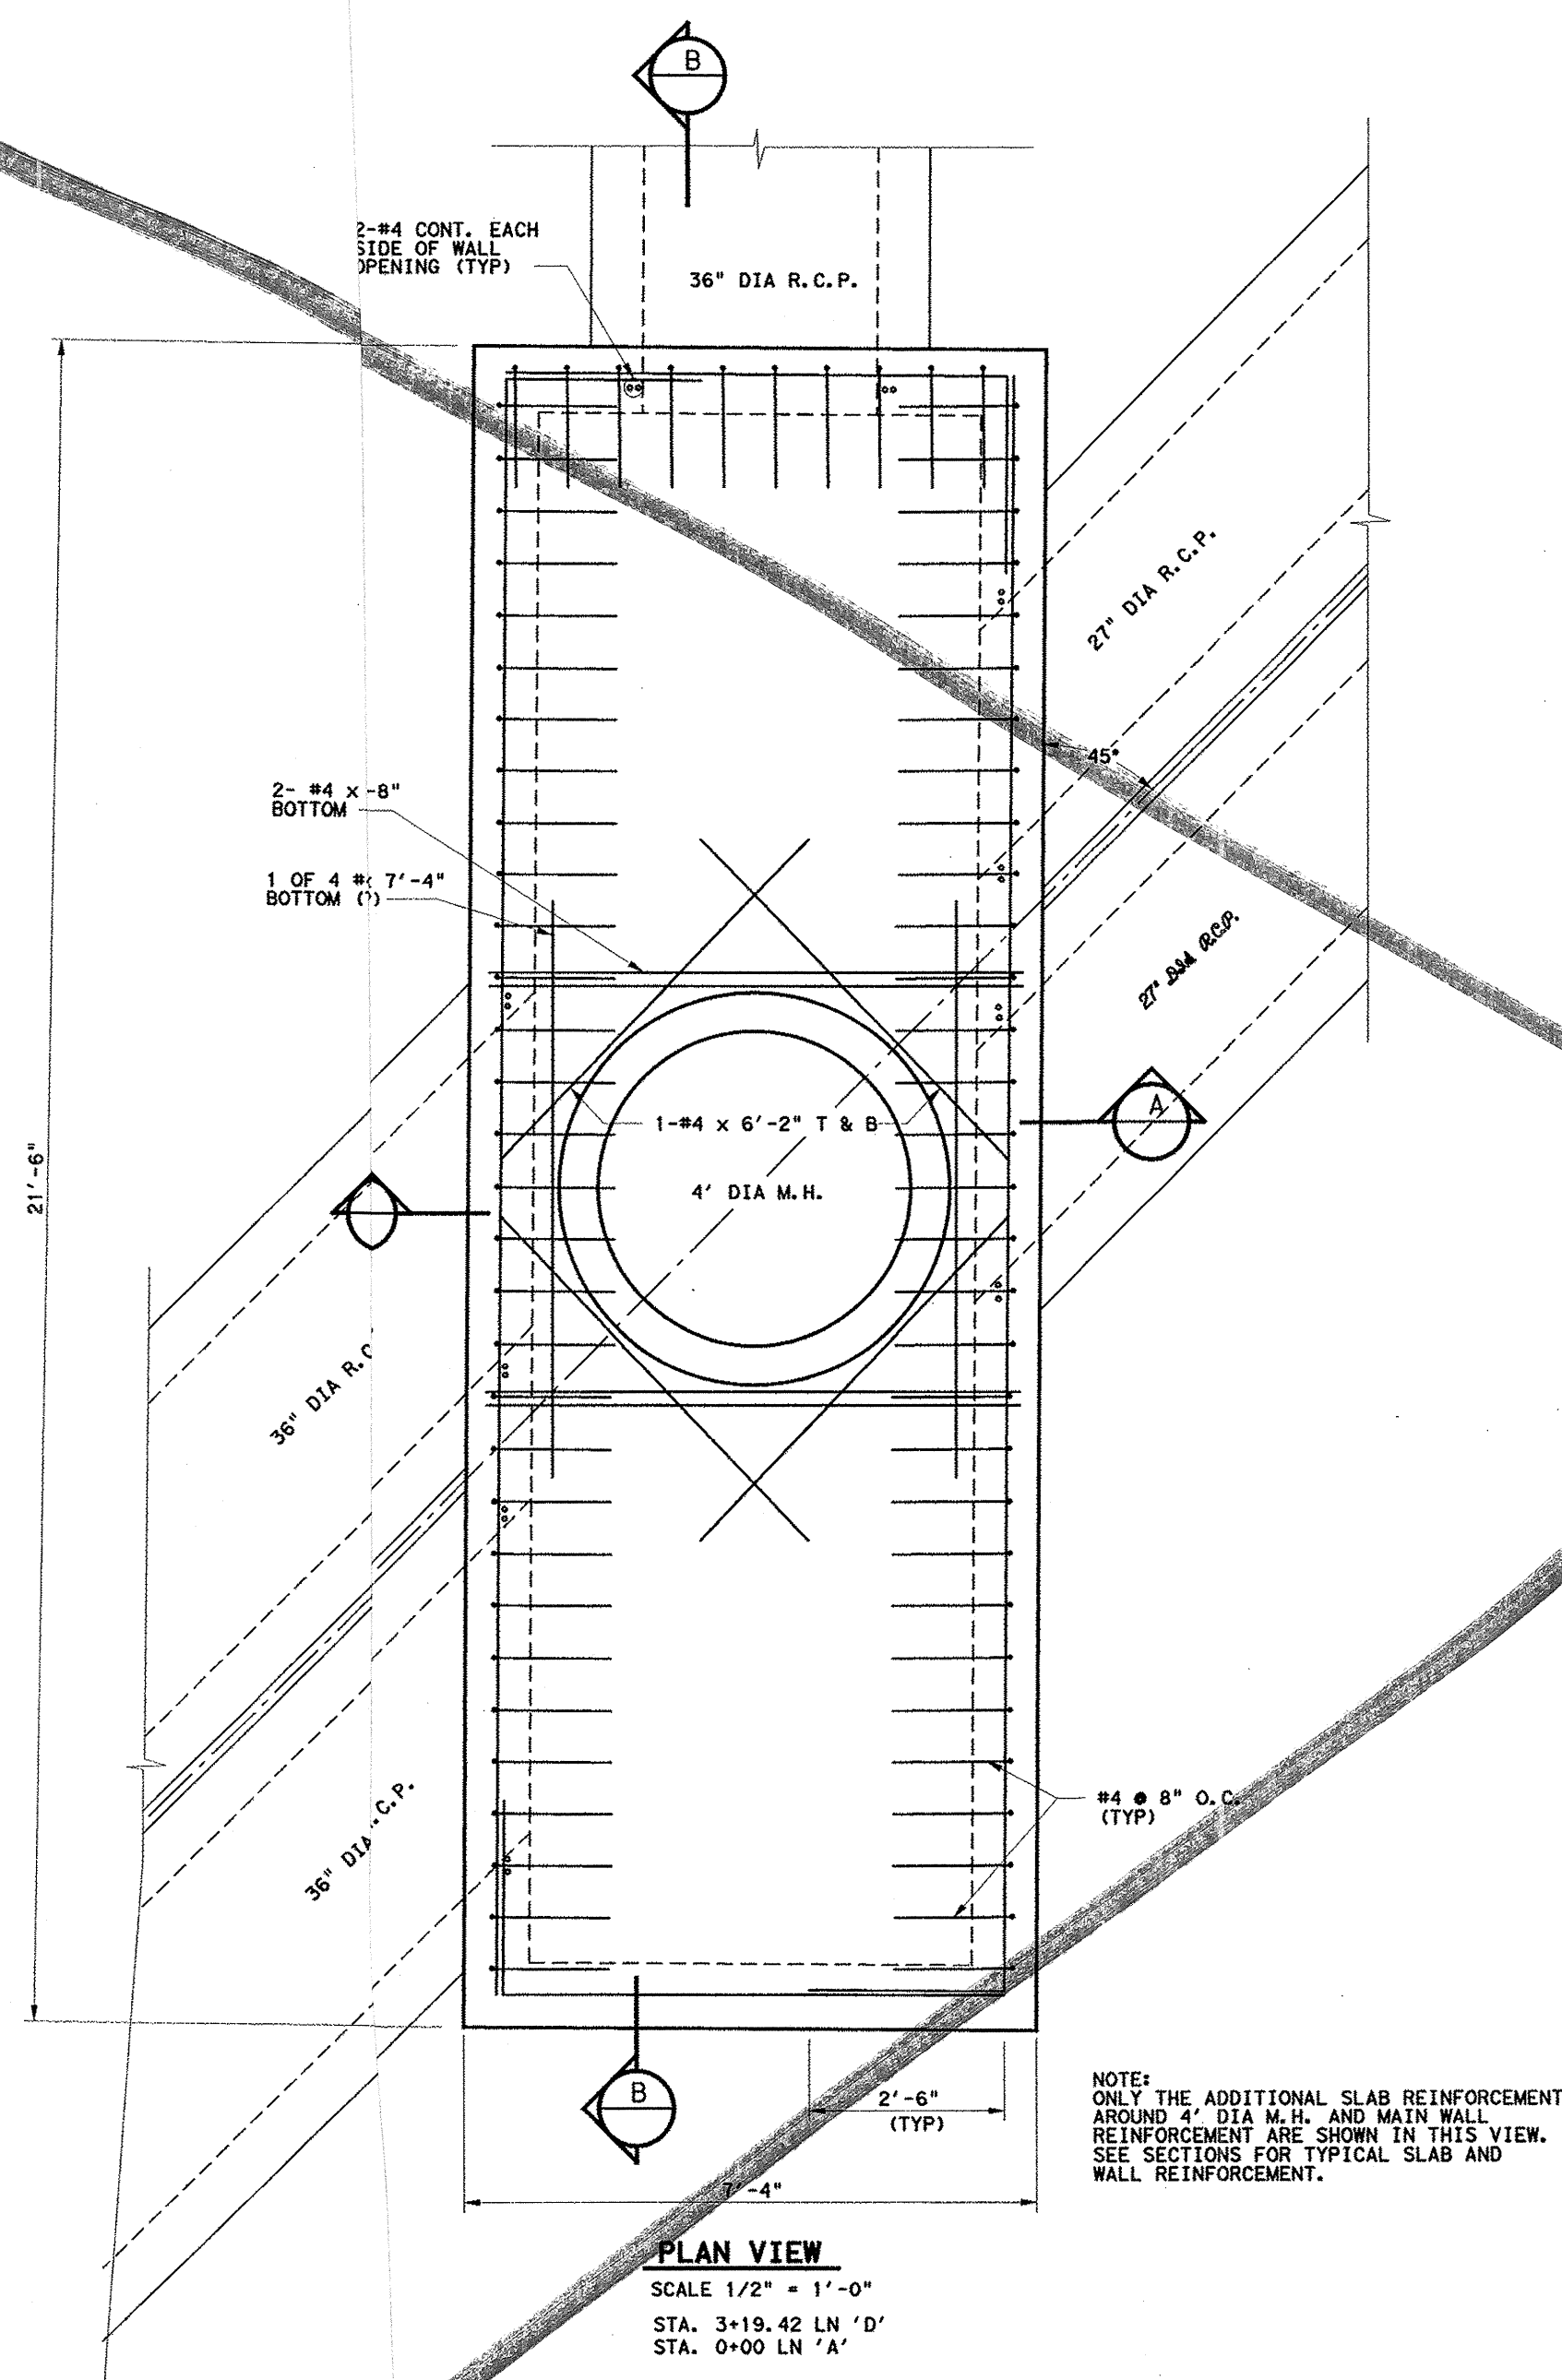 B
2-#4 CONT. EACH
SIDE OF WALL
OPENING (TYP)
36" DIA R.C.P.
27" DIA R.C.P.
45°
2- #4 x -8"
BOTTOM
1 OF 4 # 7'-4"
BOTTOM
27" DIA R.C.P.
1-#4 x 6'-2" T & B
A
4' DIA M.H.
21'-6"
36" DIA R.C
#4 @ 8" O.C.
(TYP)
36" DIA .C.P.
B
2'-6"
(TYP)
7'-4"
NOTE:
ONLY THE ADDITIONAL SLAB REINFORCEMENT
AROUND 4' DIA M.H. AND MAIN WALL
REINFORCEMENT ARE SHOWN IN THIS VIEW.
SEE SECTIONS FOR TYPICAL SLAB AND
WALL REINFORCEMENT.
PLAN VIEW
SCALE 1/2" = 1'-0"
STA. 3+19.42 LN 'D'
STA. 0+00 LN 'A'